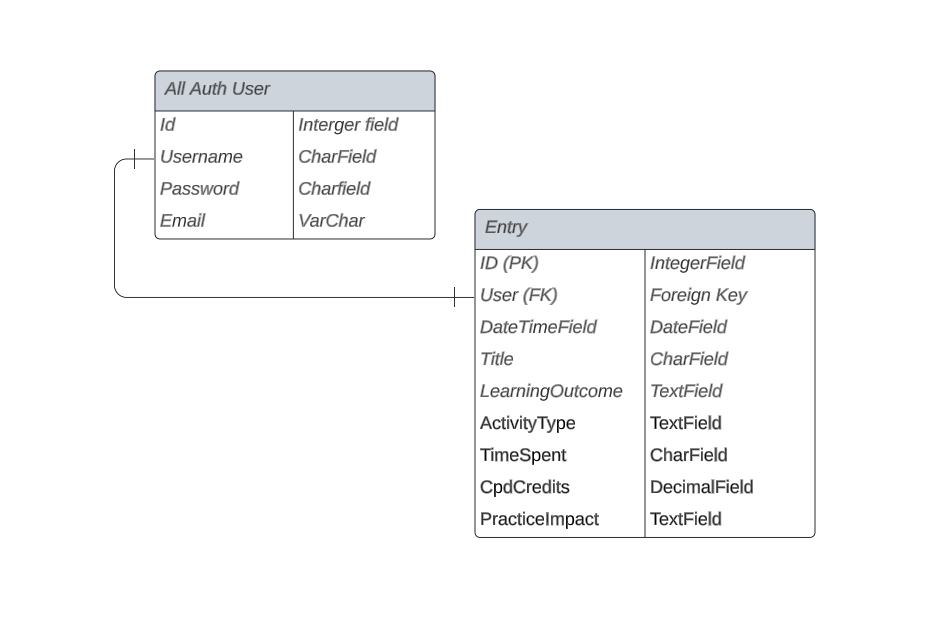 All Auth User
Id Interger field
Username CharField
Password Charfield
Email VarChar
Entry
ID (PK) IntegerField
User (FK) Foreign Key
DateTimeField DateField
Title CharField
LearningOutcome TextField
ActivityType TextField
TimeSpent CharField
CpdCredits DecimalField
PracticeImpact TextField